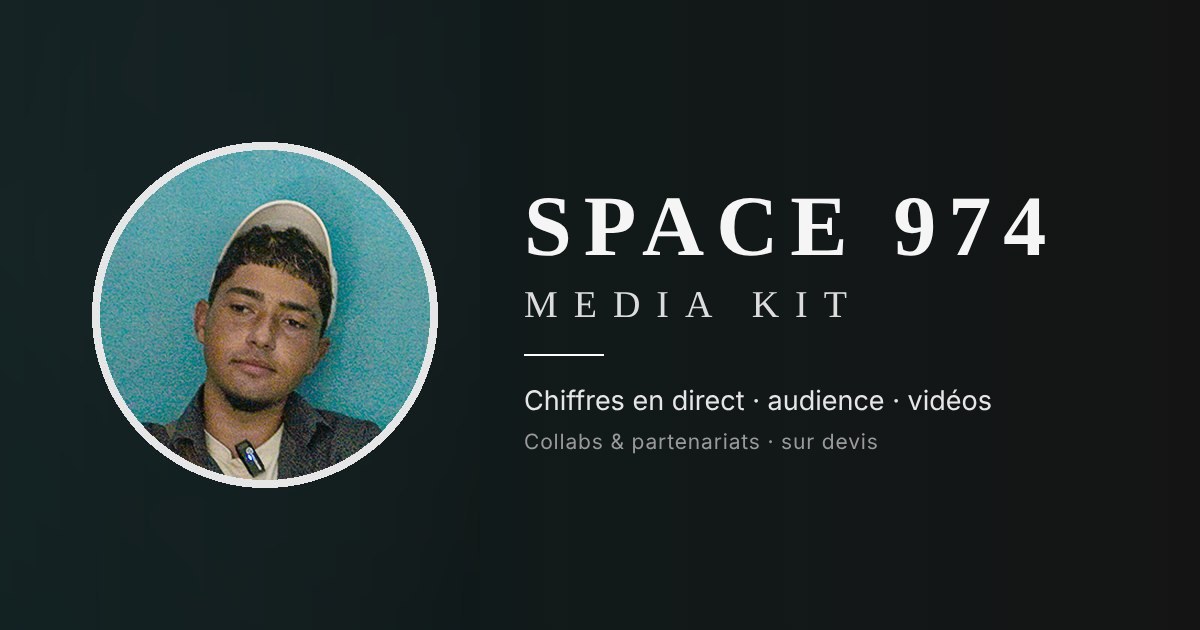 SPACE 974
MEDIA KIT
Chiffres en direct · audience · vidéos
Collabs & partenariats · sur devis